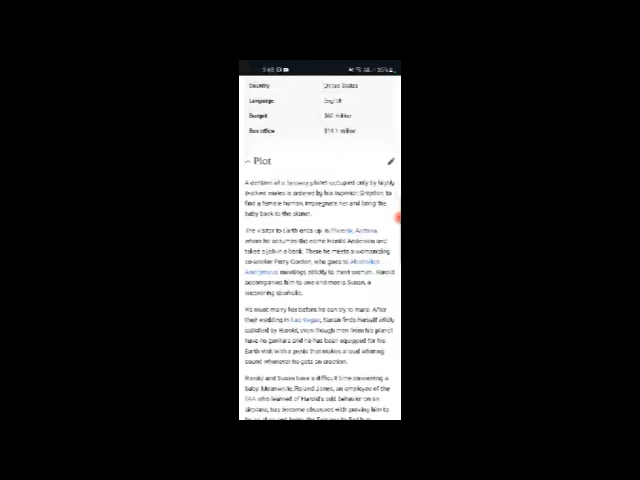 Country United States
Language English
Budget $60 million
Box office $14.1 million
Plot
A denizen of a faraway planet occupied only by highly
evolved males is ordered by his superior, Graydon, to
find a female human, impregnate her and bring the
baby back to the planet.
The visitor to Earth ends up in Phoenix, Arizona,
where he assumes the name Harold Anderson and
takes a job in a bank. There he meets a womanizing
co-worker Perry Gordon, who goes to Alcoholics
Anonymous meetings strictly to meet women. Harold
accompanies him to one and meets Susan, a
recovering alcoholic.
He must marry her before he can try to mate. After
their wedding in Las Vegas, Susan finds herself wildly
satisfied by Harold, even though men from his planet
have no genitals and he has been equipped for his
Earth visit with a penis that makes a loud whirring
sound whenever he gets an erection.
Harold and Susan have a difficult time conceiving a
baby. Meanwhile, Roland Jones, an employee of the
FAA who learned of Harold's odd behavior on an
airplane, has become obsessed with proving him to